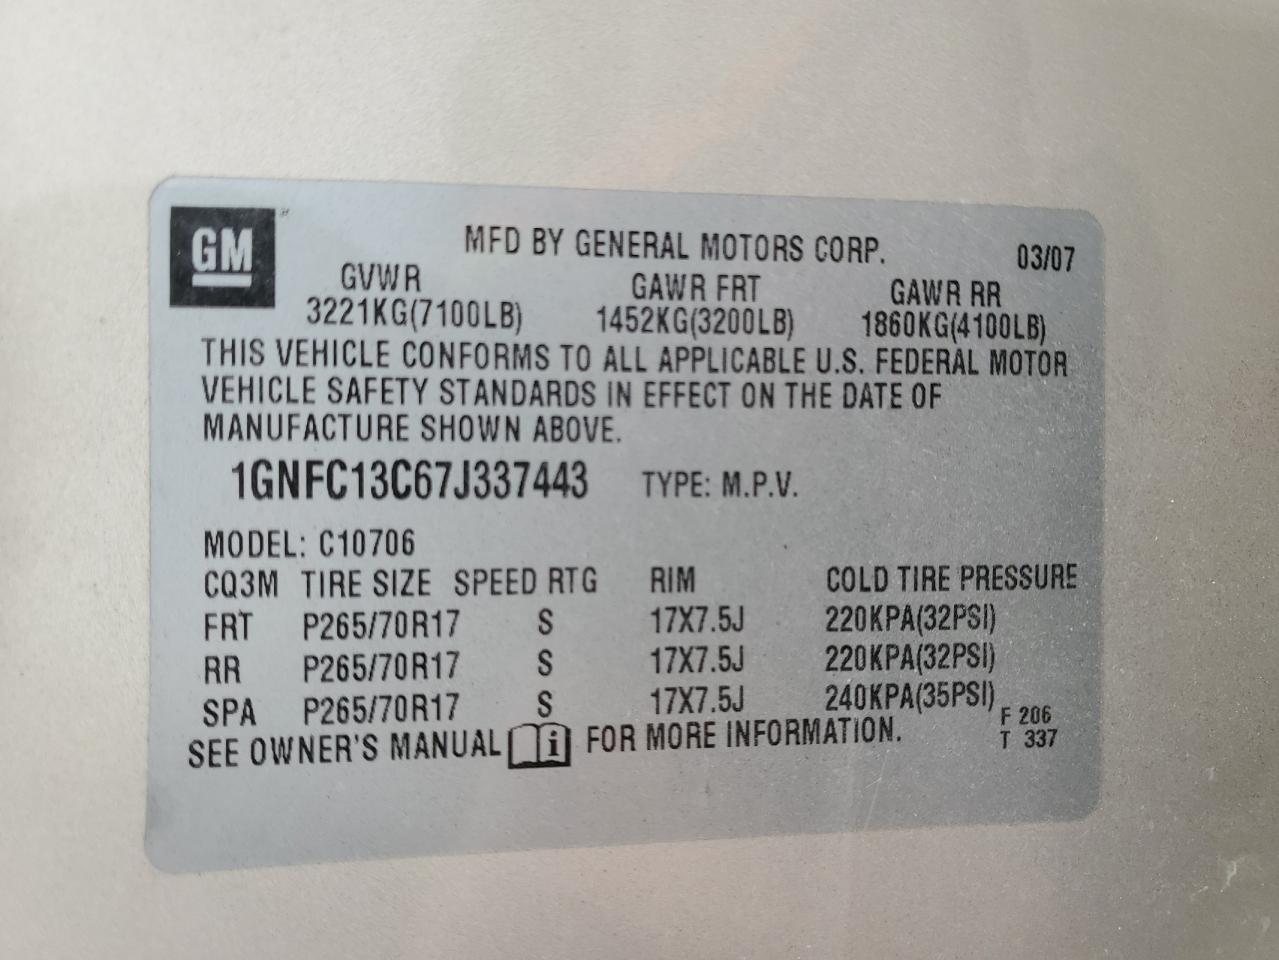 GM
MFD BY GENERAL MOTORS CORP. 03/07
GVWR GAWR FRT GAWR RR
3221KG(7100LB) 1452KG(3200LB) 1860KG(4100LB)
THIS VEHICLE CONFORMS TO ALL APPLICABLE U.S. FEDERAL MOTOR
VEHICLE SAFETY STANDARDS IN EFFECT ON THE DATE OF
MANUFACTURE SHOWN ABOVE.
1GNFC13C67J337443 TYPE: M.P.V.
MODEL: C10706
CQ3M TIRE SIZE SPEED RTG RIM COLD TIRE PRESSURE
FRT P265/70R17 S 17X7.5J 220KPA(32PSI)
RR P265/70R17 S 17X7.5J 220KPA(32PSI)
SPA P265/70R17 S 17X7.5J 240KPA(35PSI)
F 206
SEE OWNER'S MANUAL i FOR MORE INFORMATION. T 337